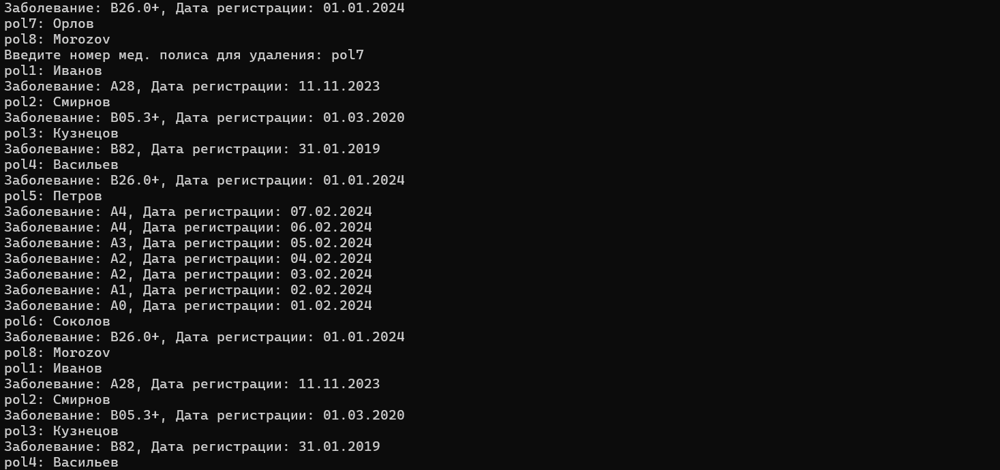 Заболевание: B26.0+, Дата регистрации: 01.01.2024
pol7: Орлов
pol8: Morozov
Введите номер мед. полиса для удаления: pol7
pol1: Иванов
Заболевание: A28, Дата регистрации: 11.11.2023
pol2: Смирнов
Заболевание: B05.3+, Дата регистрации: 01.03.2020
pol3: Кузнецов
Заболевание: B82, Дата регистрации: 31.01.2019
pol4: Васильев
Заболевание: B26.0+, Дата регистрации: 01.01.2024
pol5: Петров
Заболевание: A4, Дата регистрации: 07.02.2024
Заболевание: A4, Дата регистрации: 06.02.2024
Заболевание: A3, Дата регистрации: 05.02.2024
Заболевание: A2, Дата регистрации: 04.02.2024
Заболевание: A2, Дата регистрации: 03.02.2024
Заболевание: A1, Дата регистрации: 02.02.2024
Заболевание: A0, Дата регистрации: 01.02.2024
pol6: Соколов
Заболевание: B26.0+, Дата регистрации: 01.01.2024
pol8: Morozov
pol1: Иванов
Заболевание: A28, Дата регистрации: 11.11.2023
pol2: Смирнов
Заболевание: B05.3+, Дата регистрации: 01.03.2020
pol3: Кузнецов
Заболевание: B82, Дата регистрации: 31.01.2019
pol4: Васильев